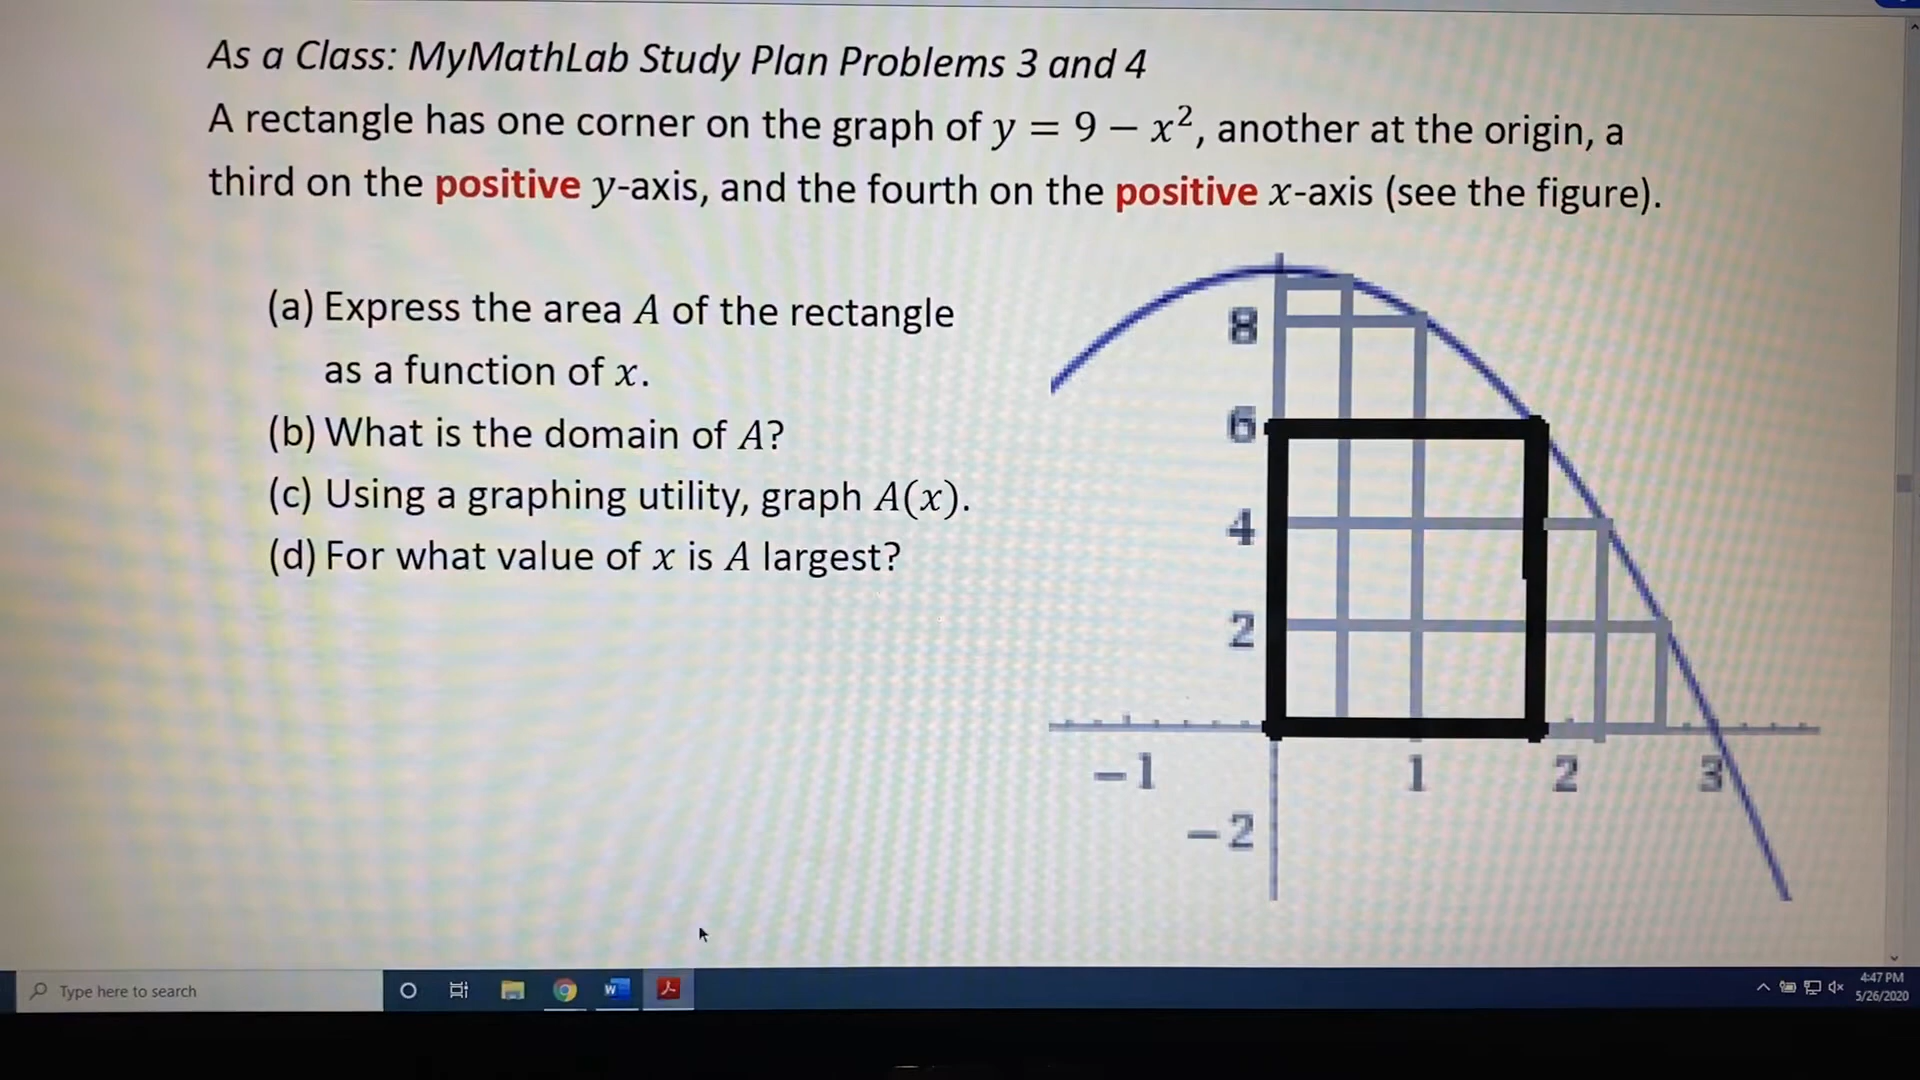 As a Class: MyMathLab Study Plan Problems 3 and 4
A rectangle has one corner on the graph of y = 9 − x², another at the origin, a
third on the positive y-axis, and the fourth on the positive x-axis (see the figure).
(a) Express the area A of the rectangle
as a function of x.
(b) What is the domain of A?
(c) Using a graphing utility, graph A(x).
(d) For what value of x is A largest?
8
6
4
2
−1
1
2
3
−2
Type here to search
4:47 PM
5/26/2020